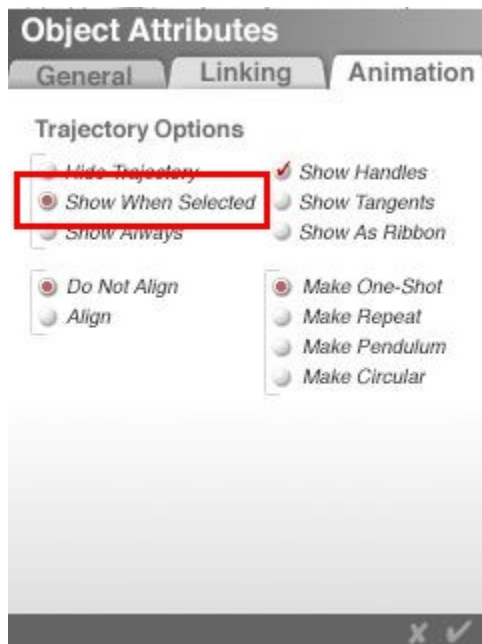 Object Attributes
General Linking Animation
Trajectory Options
Hide Trajectory
Show When Selected
Show Always
Show Handles
Show Tangents
Show As Ribbon
Do Not Align
Align
Make One-Shot
Make Repeat
Make Pendulum
Make Circular